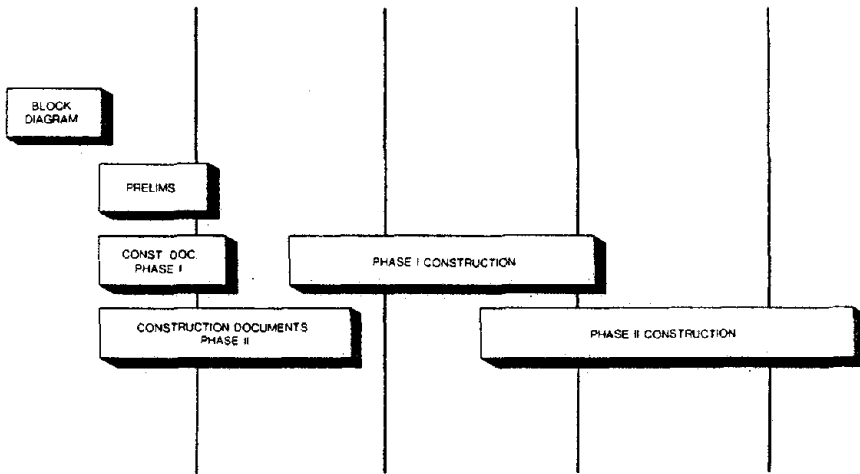 BLOCK
DIAGRAM
PRELIMS
CONST DOC.
PHASE I
PHASE I CONSTRUCTION
CONSTRUCTION DOCUMENTS
PHASE II
PHASE II CONSTRUCTION